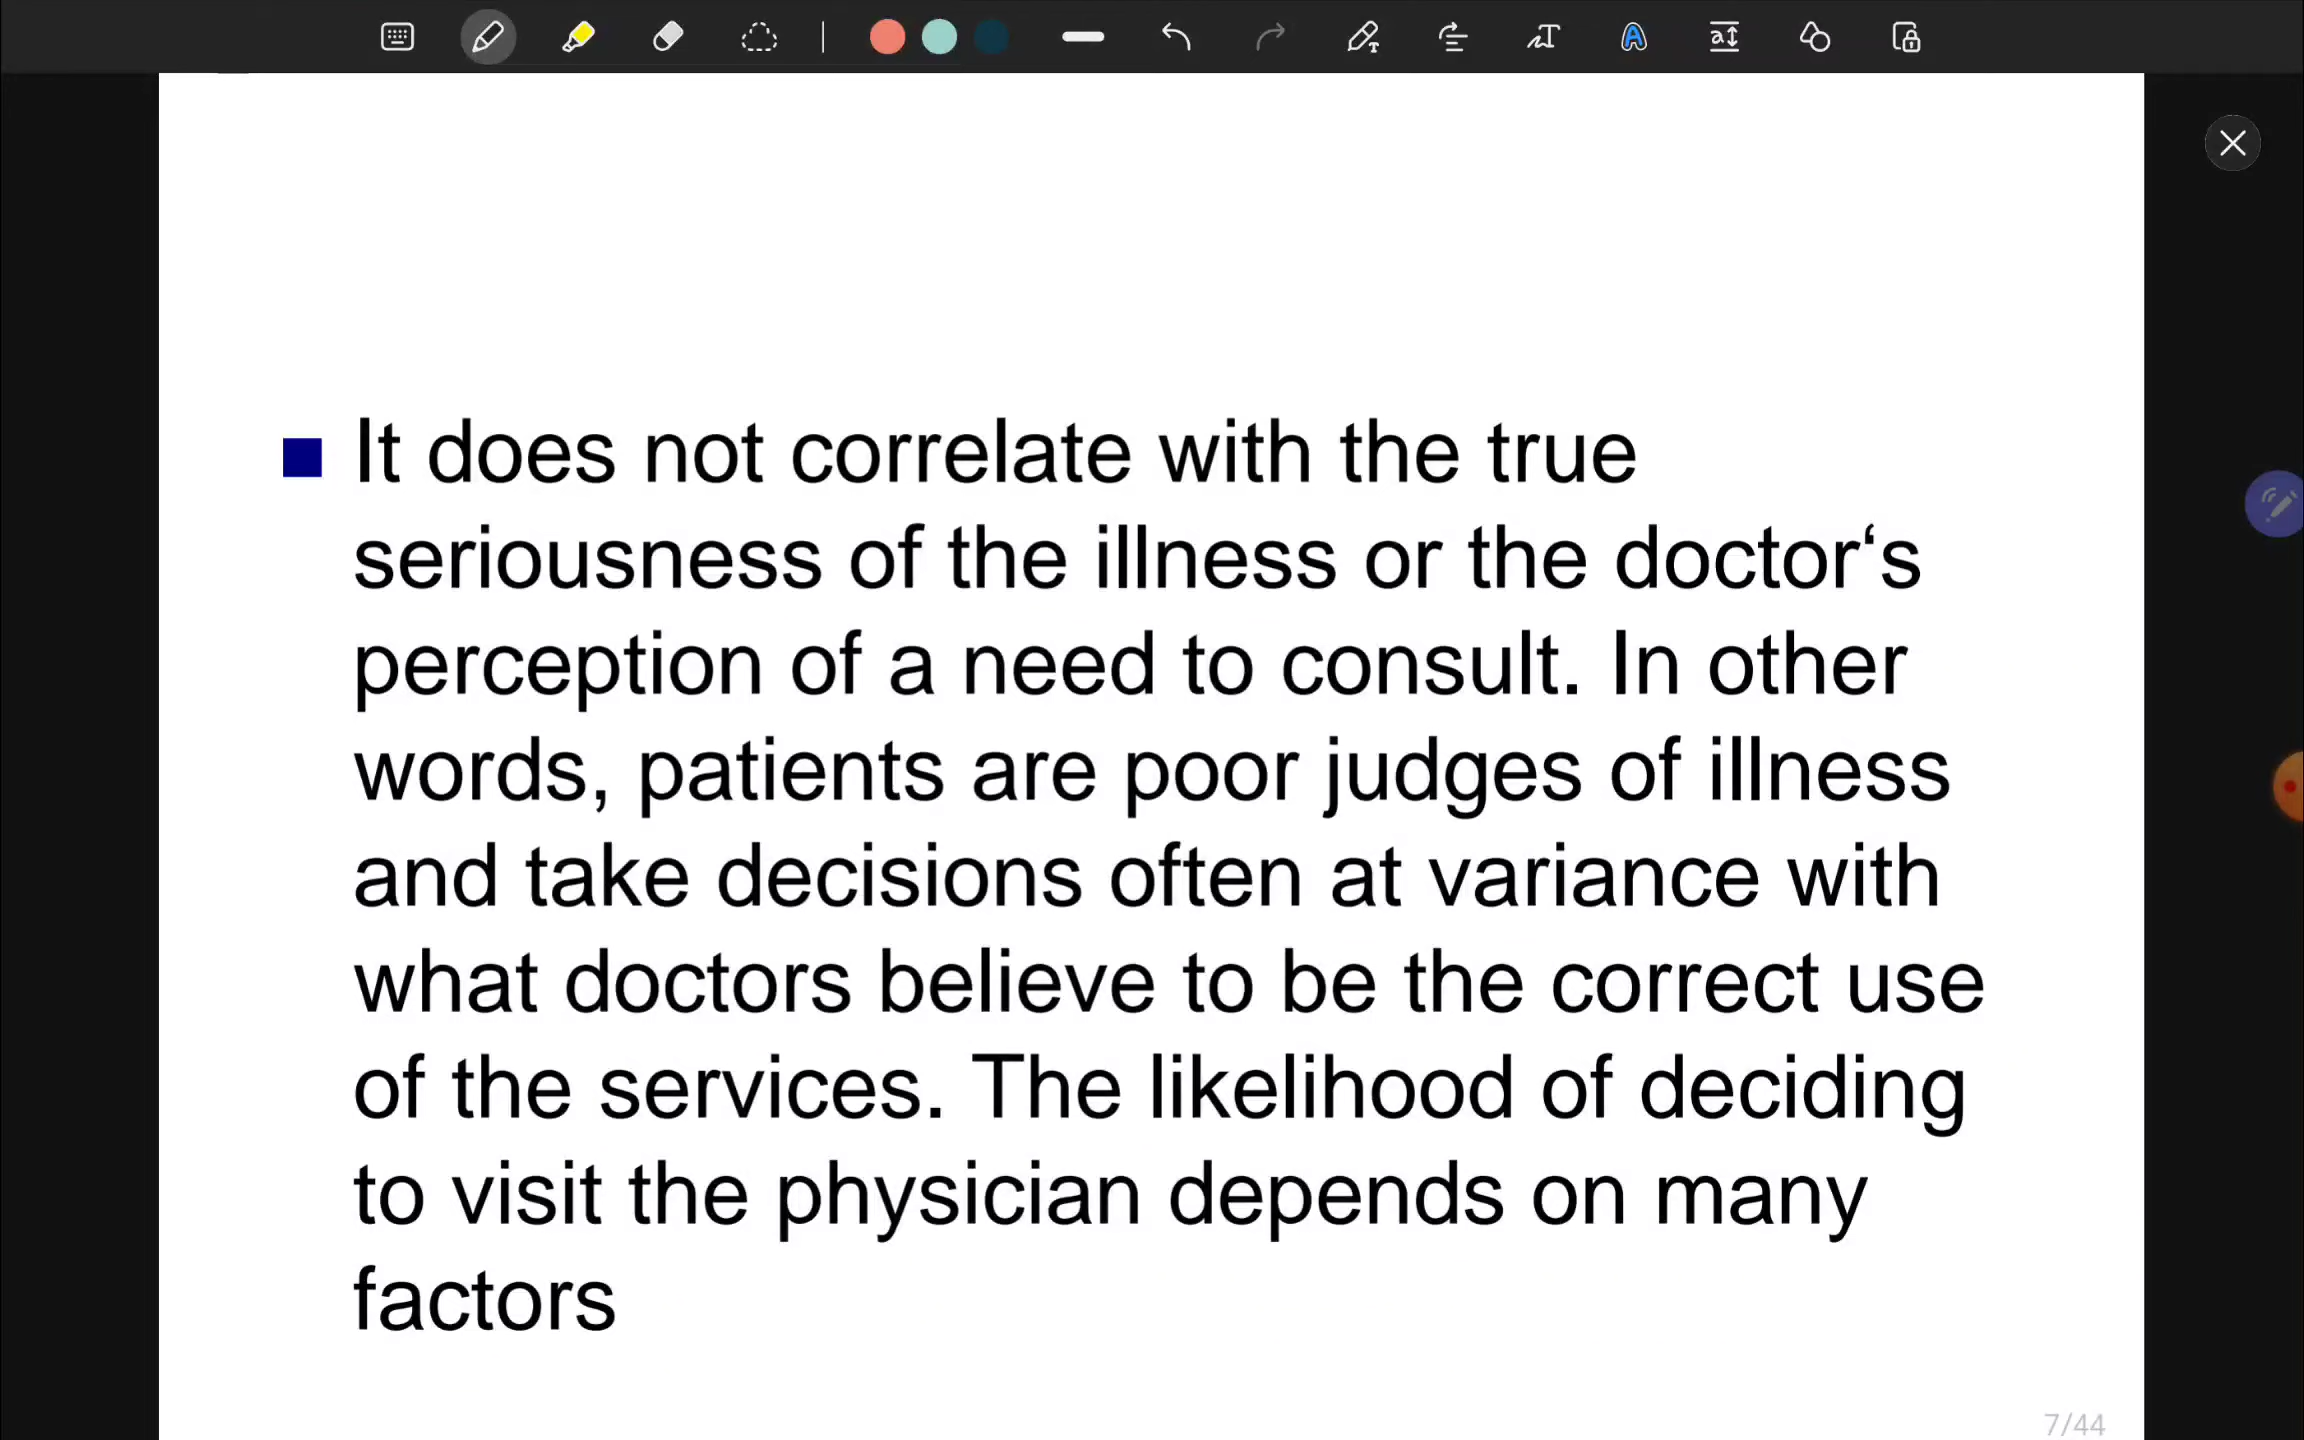 It does not correlate with the true
seriousness of the illness or the doctor‘s
perception of a need to consult. In other
words, patients are poor judges of illness
and take decisions often at variance with
what doctors believe to be the correct use
of the services. The likelihood of deciding
to visit the physician depends on many
factors
7/44